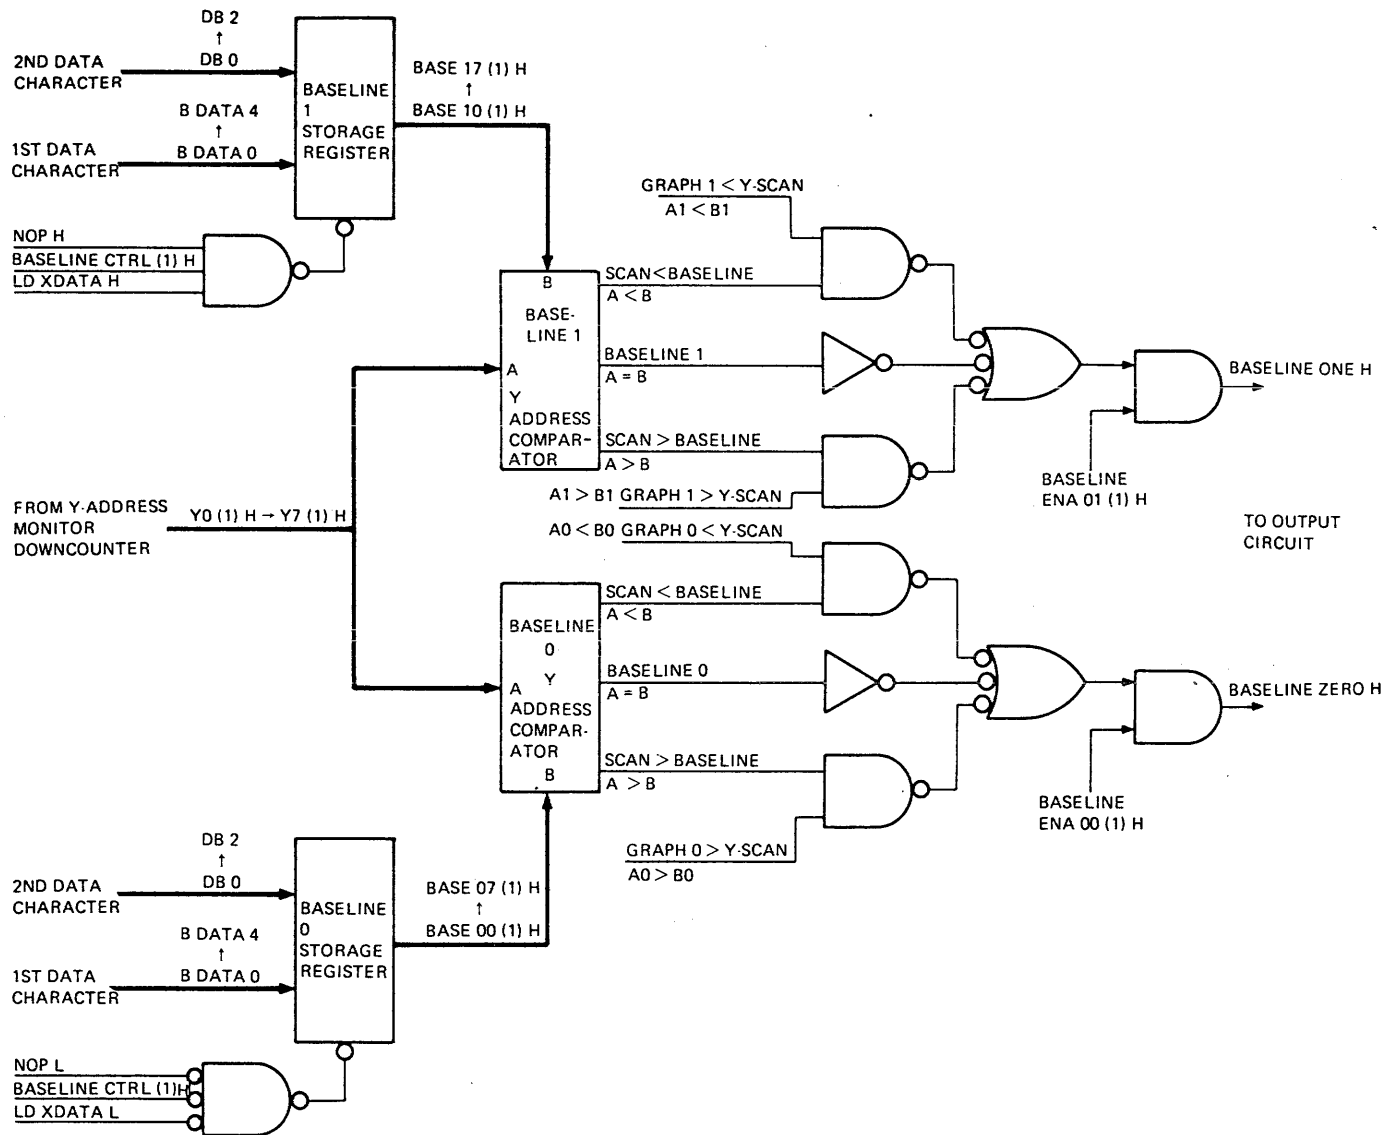 DB 2
↑
DB 0
2ND DATA
CHARACTER
B DATA 4
↑
B DATA 0
1ST DATA
CHARACTER
BASELINE
1
STORAGE
REGISTER
BASE 17 (1) H
↑
BASE 10 (1) H
NOP H
BASELINE CTRL (1) H
LD XDATA H
GRAPH 1 < Y-SCAN
A1 < B1
B
BASE-
LINE 1
A
Y
ADDRESS
COMPAR-
ATOR
SCAN<BASELINE
A < B
BASELINE 1
A = B
SCAN > BASELINE
A > B
A1 > B1 GRAPH 1 > Y-SCAN
BASELINE ONE H
BASELINE
ENA 01 (1) H
FROM Y-ADDRESS
MONITOR
DOWNCOUNTER
Y0 (1) H → Y7 (1) H
TO OUTPUT
CIRCUIT
A0 < B0 GRAPH 0 < Y-SCAN
BASELINE
0
Y
A
ADDRESS
COMPAR-
ATOR
B
SCAN < BASELINE
A < B
BASELINE 0
A = B
SCAN > BASELINE
A > B
GRAPH 0 > Y-SCAN
A0 > B0
BASELINE ZERO H
BASELINE
ENA 00 (1) H
DB 2
↑
DB 0
2ND DATA
CHARACTER
B DATA 4
↑
B DATA 0
1ST DATA
CHARACTER
BASELINE
0
STORAGE
REGISTER
BASE 07 (1) H
↑
BASE 00 (1) H
NOP L
BASELINE CTRL (1)H
LD XDATA L